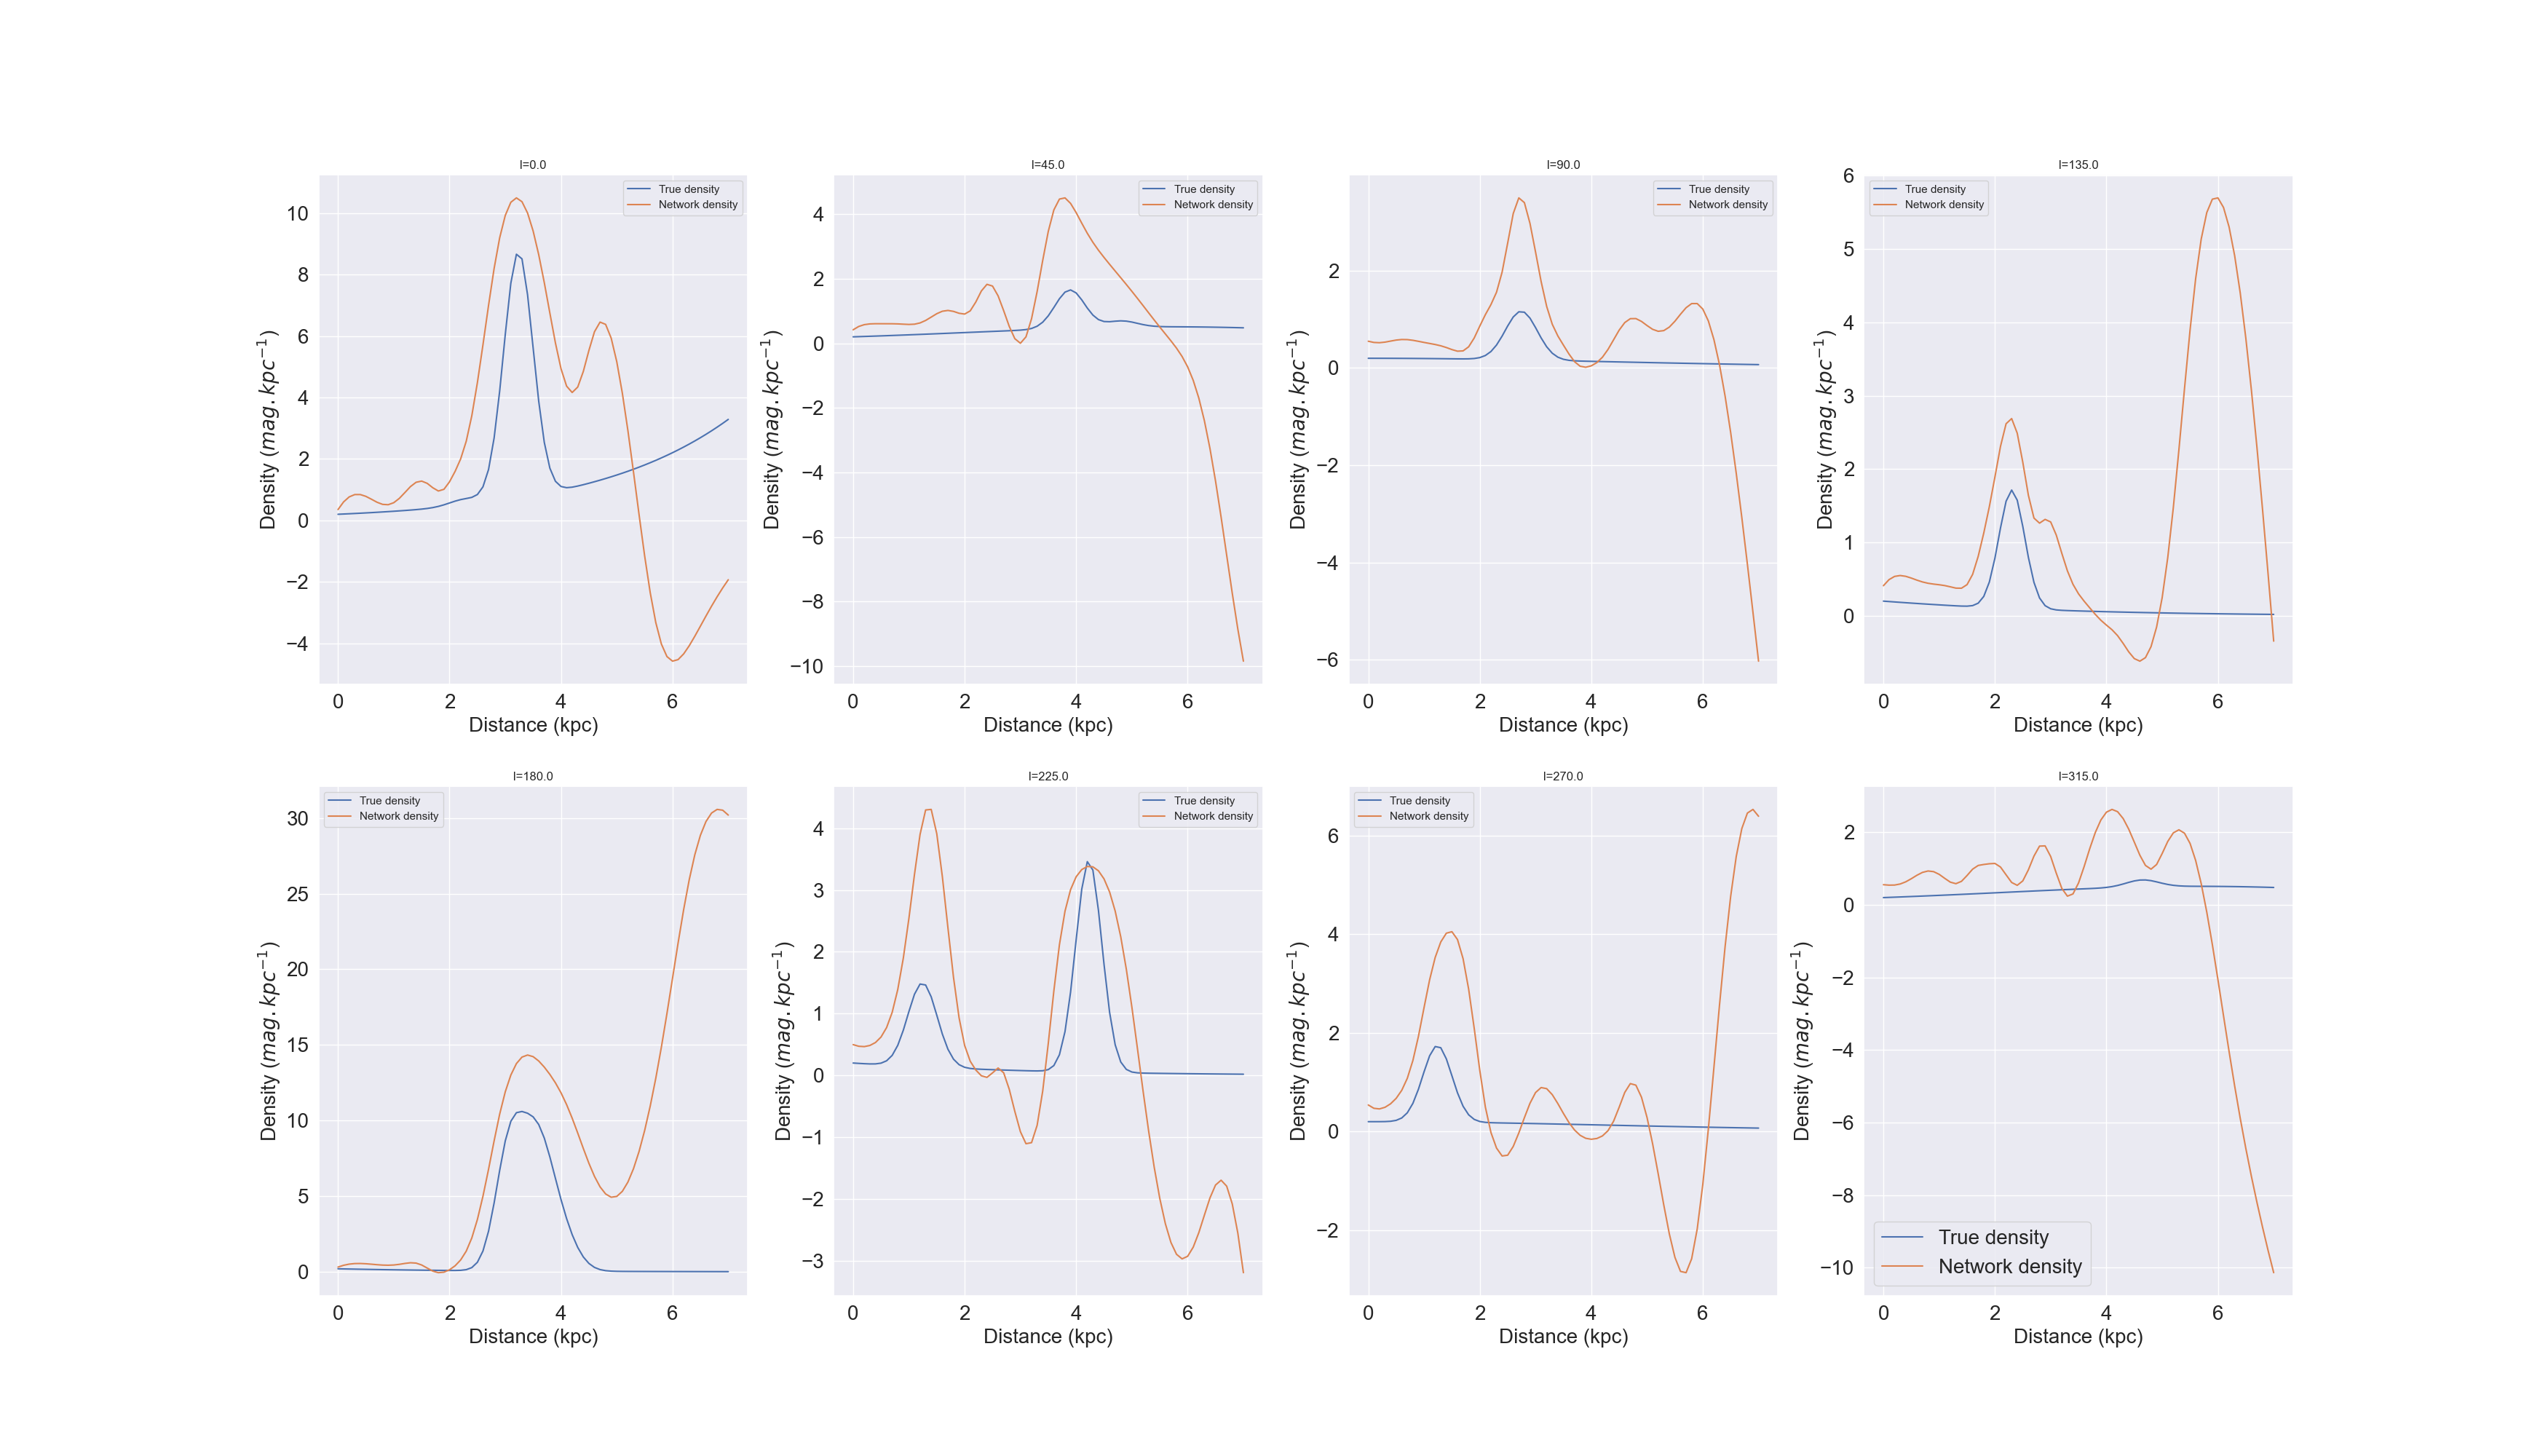 l=0.0
True density
Network density
10
8
6
4
2
0
−2
−4
Density (mag. kpc⁻¹)
0 2 4 6
Distance (kpc)
l=45.0
True density
Network density
4
2
0
−2
−4
−6
−8
−10
Density (mag. kpc⁻¹)
0 2 4 6
Distance (kpc)
l=90.0
True density
Network density
2
0
−2
−4
−6
Density (mag. kpc⁻¹)
0 2 4 6
Distance (kpc)
l=135.0
True density
Network density
6
5
4
3
2
1
0
Density (mag. kpc⁻¹)
0 2 4 6
Distance (kpc)
l=180.0
True density
Network density
30
25
20
15
10
5
0
Density (mag. kpc⁻¹)
0 2 4 6
Distance (kpc)
l=225.0
True density
Network density
4
3
2
1
0
−1
−2
−3
Density (mag. kpc⁻¹)
0 2 4 6
Distance (kpc)
l=270.0
True density
Network density
6
4
2
0
−2
Density (mag. kpc⁻¹)
0 2 4 6
Distance (kpc)
l=315.0
2
0
−2
−4
−6
−8
−10
Density (mag. kpc⁻¹)
True density
Network density
0 2 4 6
Distance (kpc)